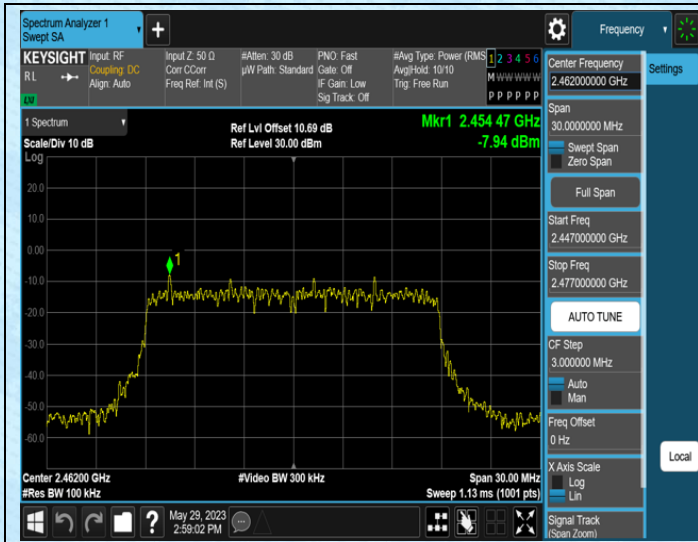 Spectrum Analyzer 1
Swept SA
Frequency
KEYSIGHT
R L
LXI
Input: RF
Coupling: DC
Align: Auto
Input Z: 50 Ω
Corr CCorr
Freq Ref: Int (S)
#Atten: 30 dB
µW Path: Standard
PNO: Fast
Gate: Off
IF Gain: Low
Sig Track: Off
#Avg Type: Power (RMS
Avg|Hold: 10/10
Trig: Free Run
1 2 3 4 5 6
M W W W W W
P P P P P P
1 Spectrum
Scale/Div 10 dB
Log
Ref Lvl Offset 10.69 dB
Ref Level 30.00 dBm
Mkr1 2.454 47 GHz
-7.94 dBm
20.0
10.0
0.00
-10.0
-20.0
-30.0
-40.0
-50.0
-60.0
1
Center 2.46200 GHz
#Res BW 100 kHz
#Video BW 300 kHz
Span 30.00 MHz
Sweep 1.13 ms (1001 pts)
May 29, 2023
2:59:02 PM
Center Frequency
2.462000000 GHz
Span
30.0000000 MHz
Swept Span
Zero Span
Full Span
Start Freq
2.447000000 GHz
Stop Freq
2.477000000 GHz
AUTO TUNE
CF Step
3.000000 MHz
Auto
Man
Freq Offset
0 Hz
X Axis Scale
Log
Lin
Signal Track
(Span Zoom)
Settings
Local